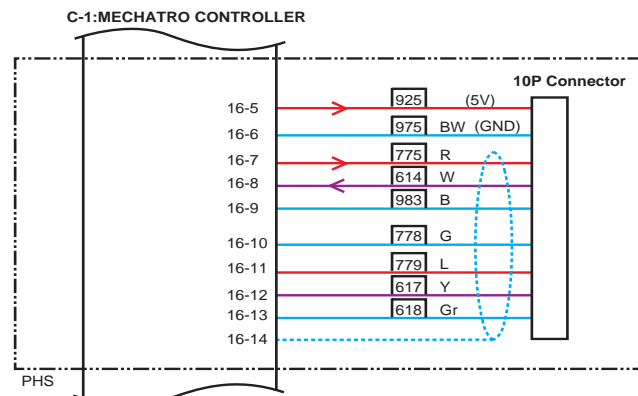 C-1:MECHATRO CONTROLLER
10P Connector
16-5 925 (5V)
16-6 975 BW (GND)
16-7 775 R
16-8 614 W
16-9 983 B
16-10 778 G
16-11 779 L
16-12 617 Y
16-13 618 Gr
16-14
PHS